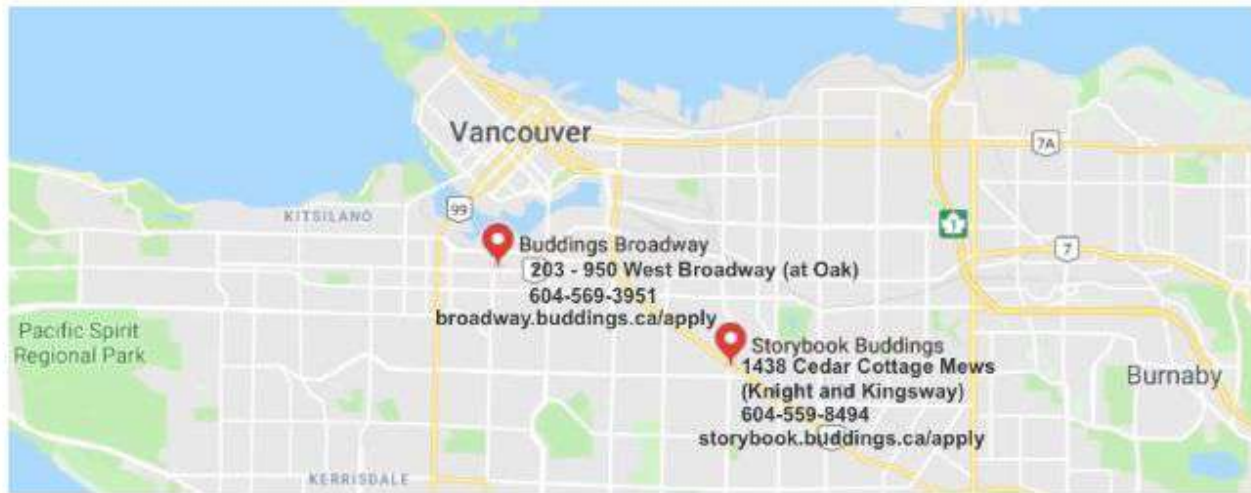 Vancouver
7A
KITSILANO
99
1
7
Buddings Broadway
203 - 950 West Broadway (at Oak)
604-569-3951
broadway.buddings.ca/apply
Pacific Spirit
Regional Park
Storybook Buddings
1438 Cedar Cottage Mews
(Knight and Kingsway)
604-559-8494
storybook.buddings.ca/apply
Burnaby
KERRISDALE